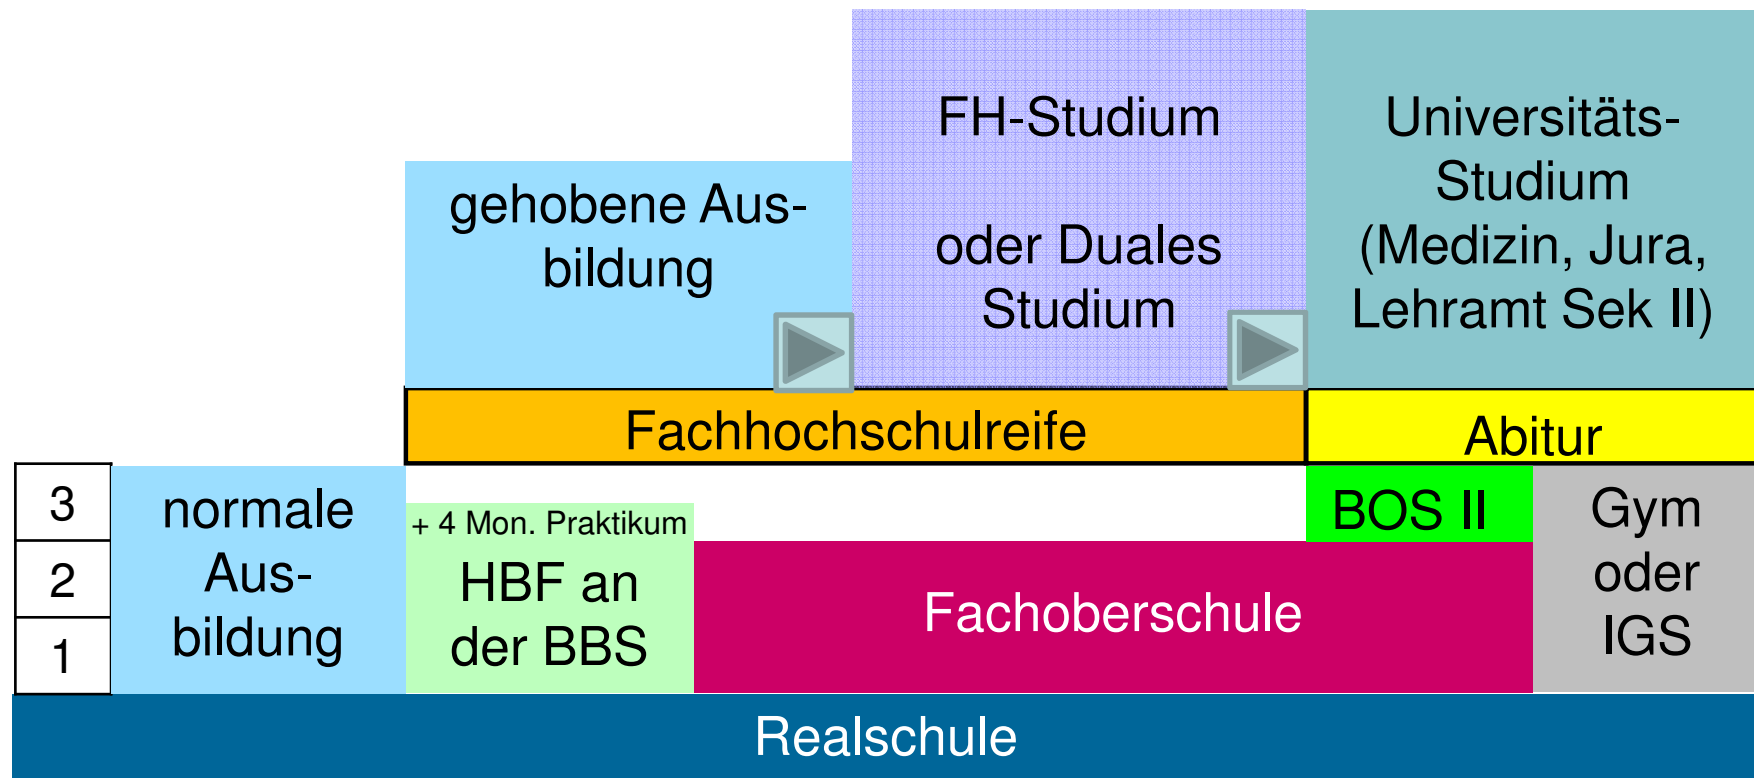 FH-Studium
oder Duales
Studium
Universitäts-
Studium
(Medizin, Jura,
Lehramt Sek II)
gehobene Aus-
bildung
Fachhochschulreife
Abitur
3
2
1
normale
Aus-
bildung
+ 4 Mon. Praktikum
HBF an
der BBS
Fachoberschule
BOS II
Gym
oder
IGS
Realschule